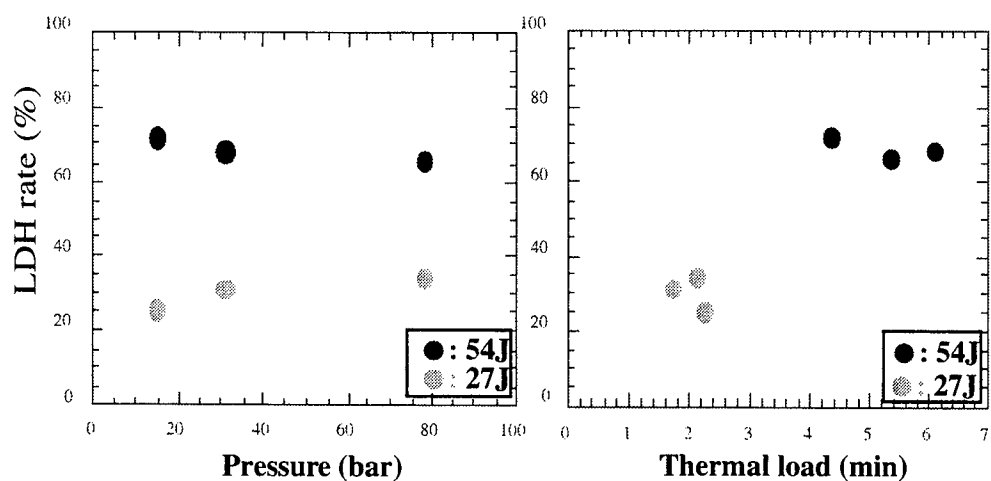 LDH rate (%)
100
80
60
40
20
0
0 20 40 60 80 100
Pressure (bar)
: 54J
: 27J
100
80
60
40
20
0
0 1 2 3 4 5 6 7
Thermal load (min)
: 54J
: 27J